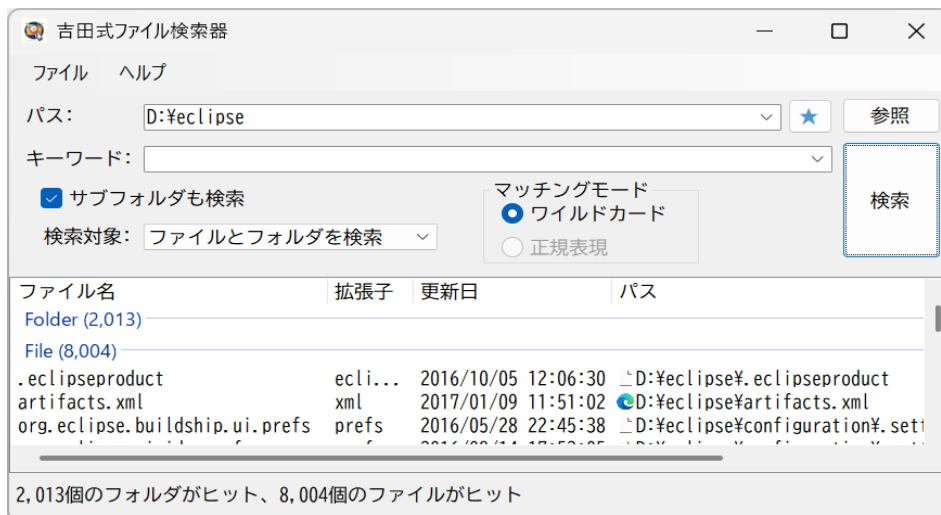 吉田式ファイル検索器
ファイル ヘルプ
パス: D:¥eclipse 参照
キーワード:
サブフォルダも検索
マッチングモード
ワイルドカード
検索
検索対象: ファイルとフォルダを検索
正規表現
ファイル名 拡張子 更新日 パス
Folder (2,013)
File (8,004)
.eclipseproduct ecli... 2016/10/05 12:06:30 D:¥eclipse¥.eclipseproduct
artifacts.xml xml 2017/01/09 11:51:02 D:¥eclipse¥artifacts.xml
org.eclipse.buildship.ui.prefs prefs 2016/05/28 22:45:38 D:¥eclipse¥configuration¥.sett
2,013個のフォルダがヒット、8,004個のファイルがヒット